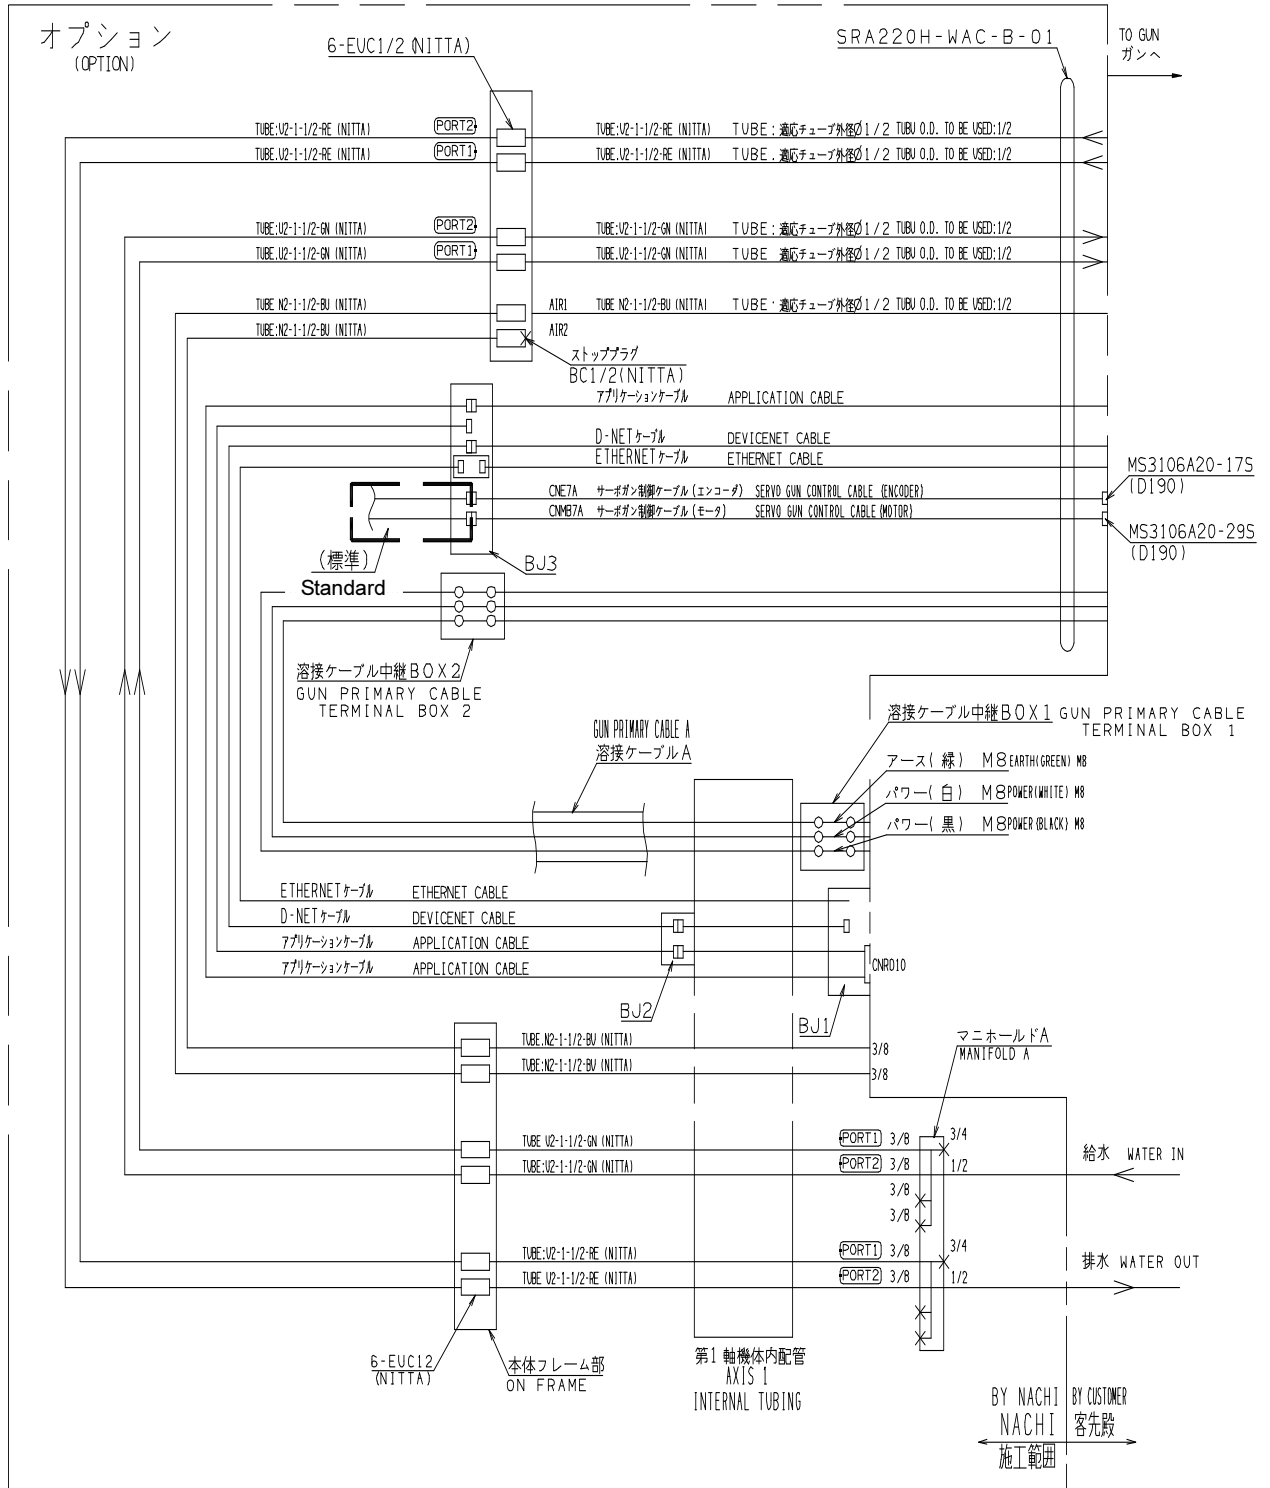 オプション
(OPTION)
6-EUC1/2 (NITTA)
SRA220H-WAC-B-01
TO GUN
ガンへ
TUBE:U2-1-1/2-RE (NITTA)
PORT2
TUBE:U2-1-1/2-RE (NITTA)
TUBE:適応チューブ外径Ø1/2 TUBU O.D. TO BE USED:1/2
TUBE.U2-1-1/2-RE (NITTA)
PORT1
TUBE.U2-1-1/2-RE (NITTA)
TUBE.適応チューブ外径Ø1/2 TUBU O.D. TO BE USED:1/2
TUBE:U2-1-1/2-GN (NITTA)
PORT2
TUBE:U2-1-1/2-GN (NITTA)
TUBE:適応チューブ外径Ø1/2 TUBU O.D. TO BE USED:1/2
TUBE.U2-1-1/2-GN (NITTA)
PORT1
TUBE.U2-1-1/2-GN (NITTA)
TUBE 適応チューブ外径Ø1/2 TUBU O.D. TO BE USED:1/2
TUBE N2-1-1/2-BU (NITTA)
AIR1
TUBE N2-1-1/2-BU (NITTA)
TUBE・適応チューブ外径Ø1/2 TUBU O.D. TO BE USED:1/2
TUBE:N2-1-1/2-BU (NITTA)
AIR2
ストッププラグ
BC1/2(NITTA)
アプリケーションケーブル APPLICATION CABLE
D-NETケーブル DEVICENET CABLE
ETHERNETケーブル ETHERNET CABLE
MS3106A20-17S
(D190)
CNE7A サーボガン制御ケーブル(エンコーダ) SERVO GUN CONTROL CABLE (ENCODER)
CNMB7A サーボガン制御ケーブル(モータ) SERVO GUN CONTROL CABLE(MOTOR)
MS3106A20-29S
(D190)
(標準)
Standard
BJ3
溶接ケーブル中継BOX2
GUN PRIMARY CABLE
TERMINAL BOX 2
溶接ケーブル中継BOX1 GUN PRIMARY CABLE
TERMINAL BOX 1
GUN PRIMARY CABLE A
溶接ケーブルA
アース(緑) M8 EARTH(GREEN) M8
パワー(白) M8 POWER(WHITE) M8
パワー(黒) M8 POWER(BLACK) M8
ETHERNETケーブル ETHERNET CABLE
D-NETケーブル DEVICENET CABLE
アプリケーションケーブル APPLICATION CABLE
アプリケーションケーブル APPLICATION CABLE
CNR010
BJ2
BJ1
TUBE.N2-1-1/2-BU (NITTA)
3/8
TUBE:N2-1-1/2-BU (NITTA)
3/8
マニホールドA
MANIFOLD A
TUBE U2-1-1/2-GN (NITTA)
PORT1 3/8
3/4
TUBE:U2-1-1/2-GN (NITTA)
PORT2 3/8
1/2
給水 WATER IN
3/8
3/8
TUBE:U2-1-1/2-RE (NITTA)
PORT1 3/8
3/4
TUBE U2-1-1/2-RE (NITTA)
PORT2 3/8
1/2
排水 WATER OUT
6-EUC12
(NITTA)
本体フレーム部
ON FRAME
第1軸機体内配管
AXIS 1
INTERNAL TUBING
BY NACHI
NACHI
施工範囲
BY CUSTOMER
客先殿